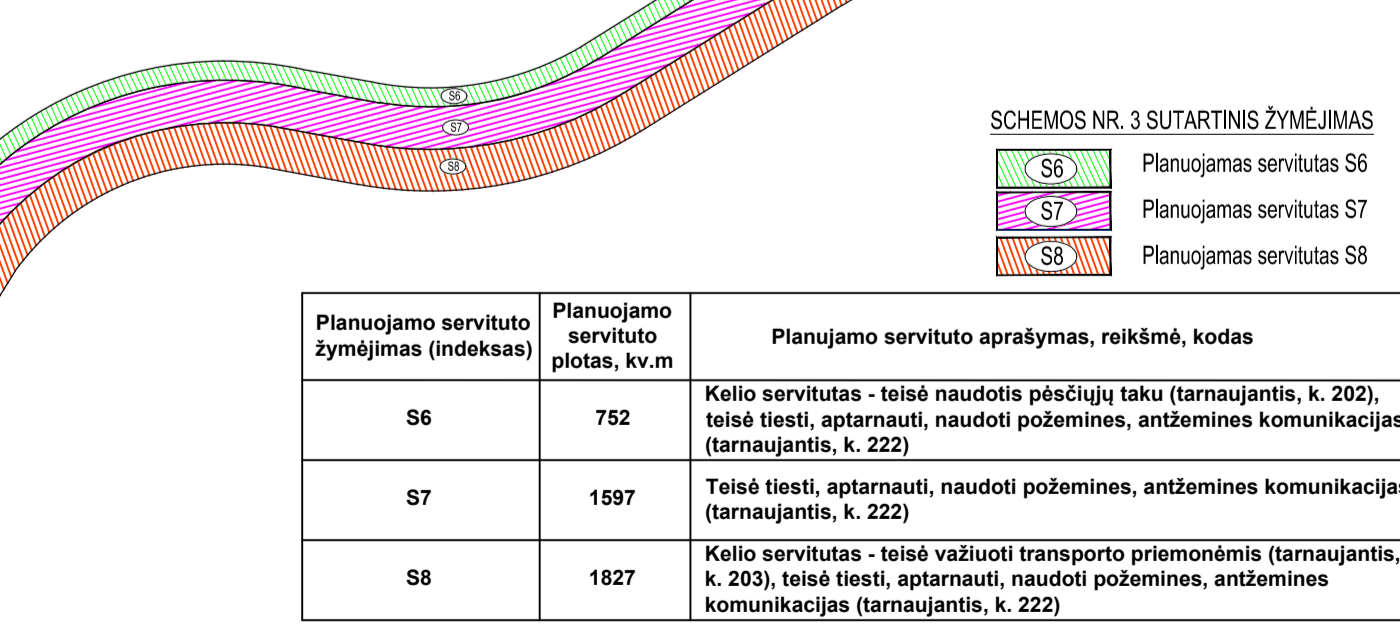 S6
S7
S8
SCHEMOS NR. 3 SUTARTINIS ŽYMĖJIMAS
S6 Planuojamas servitutas S6
S7 Planuojamas servitutas S7
S8 Planuojamas servitutas S8
Planuojamo servituto
žymėjimas (indeksas)
Planuojamo
servituto
plotas, kv.m
Planujamo servituto aprašymas, reikšmė, kodas
S6
752
Kelio servitutas - teisė naudotis pėsčiųjų taku (tarnaujantis, k. 202),
teisė tiesti, aptarnauti, naudoti požemines, antžemines komunikacijas
(tarnaujantis, k. 222)
S7
1597
Teisė tiesti, aptarnauti, naudoti požemines, antžemines komunikacijas
(tarnaujantis, k. 222)
S8
1827
Kelio servitutas - teisė važiuoti transporto priemonėmis (tarnaujantis,
k. 203), teisė tiesti, aptarnauti, naudoti požemines, antžemines
komunikacijas (tarnaujantis, k. 222)